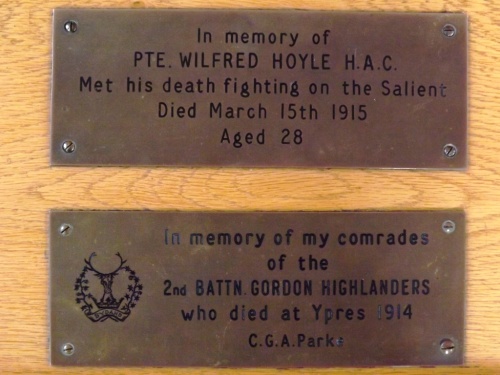 In memory of
PTE. WILFRED HOYLE H.A.C.
Met his death fighting on the Salient
Died March 15th 1915
Aged 28
In memory of my comrades
of the
2nd BATTN. GORDON HIGHLANDERS
who died at Ypres 1914
C.G.A.Parks